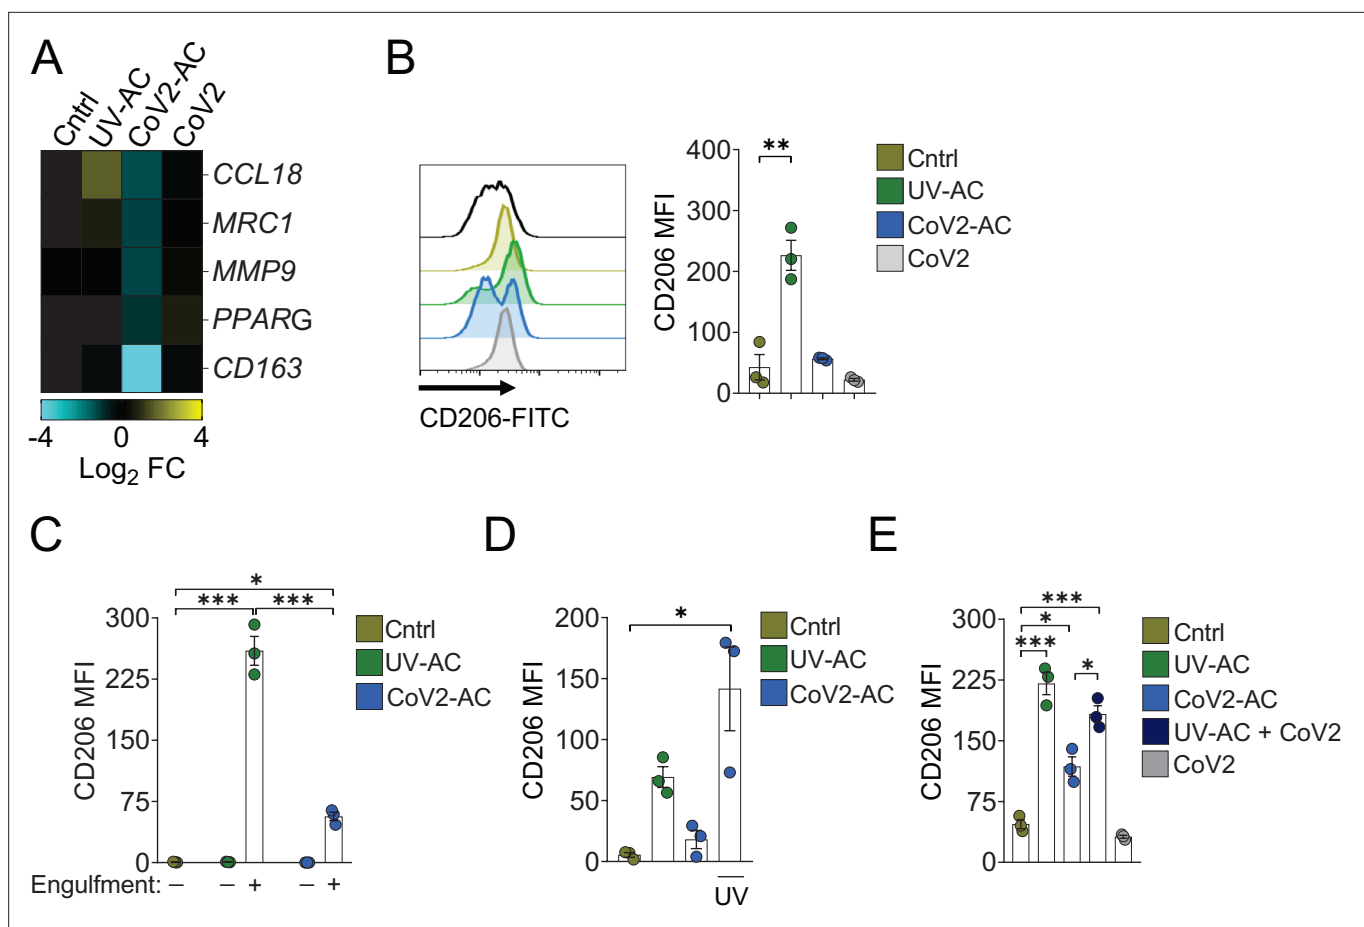 A
Cntrl
UV-AC
CoV2-AC
CoV2
CCL18
MRC1
MMP9
PPARG
CD163
-4 0 4
Log2 FC
B
CD206-FITC
CD206 MFI
400
300
200
100
0
**
Cntrl
UV-AC
CoV2-AC
CoV2
C
CD206 MFI
300
225
150
75
0
*
*** ***
Engulfment: – – + – +
Cntrl
UV-AC
CoV2-AC
D
CD206 MFI
200
150
100
50
0
*
UV
Cntrl
UV-AC
CoV2-AC
E
CD206 MFI
300
225
150
75
0
***
*
***
*
Cntrl
UV-AC
CoV2-AC
UV-AC + CoV2
CoV2